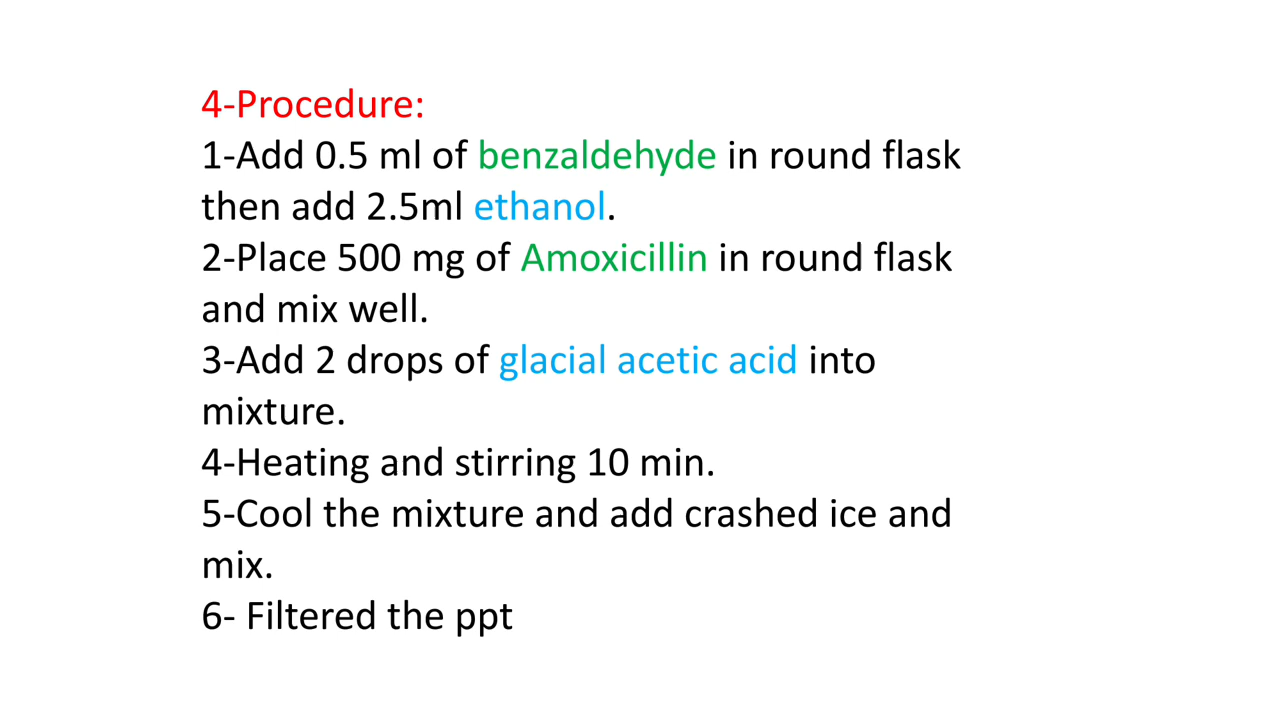 4-Procedure:
1-Add 0.5 ml of benzaldehyde in round flask
then add 2.5ml ethanol.
2-Place 500 mg of Amoxicillin in round flask
and mix well.
3-Add 2 drops of glacial acetic acid into
mixture.
4-Heating and stirring 10 min.
5-Cool the mixture and add crashed ice and
mix.
6- Filtered the ppt